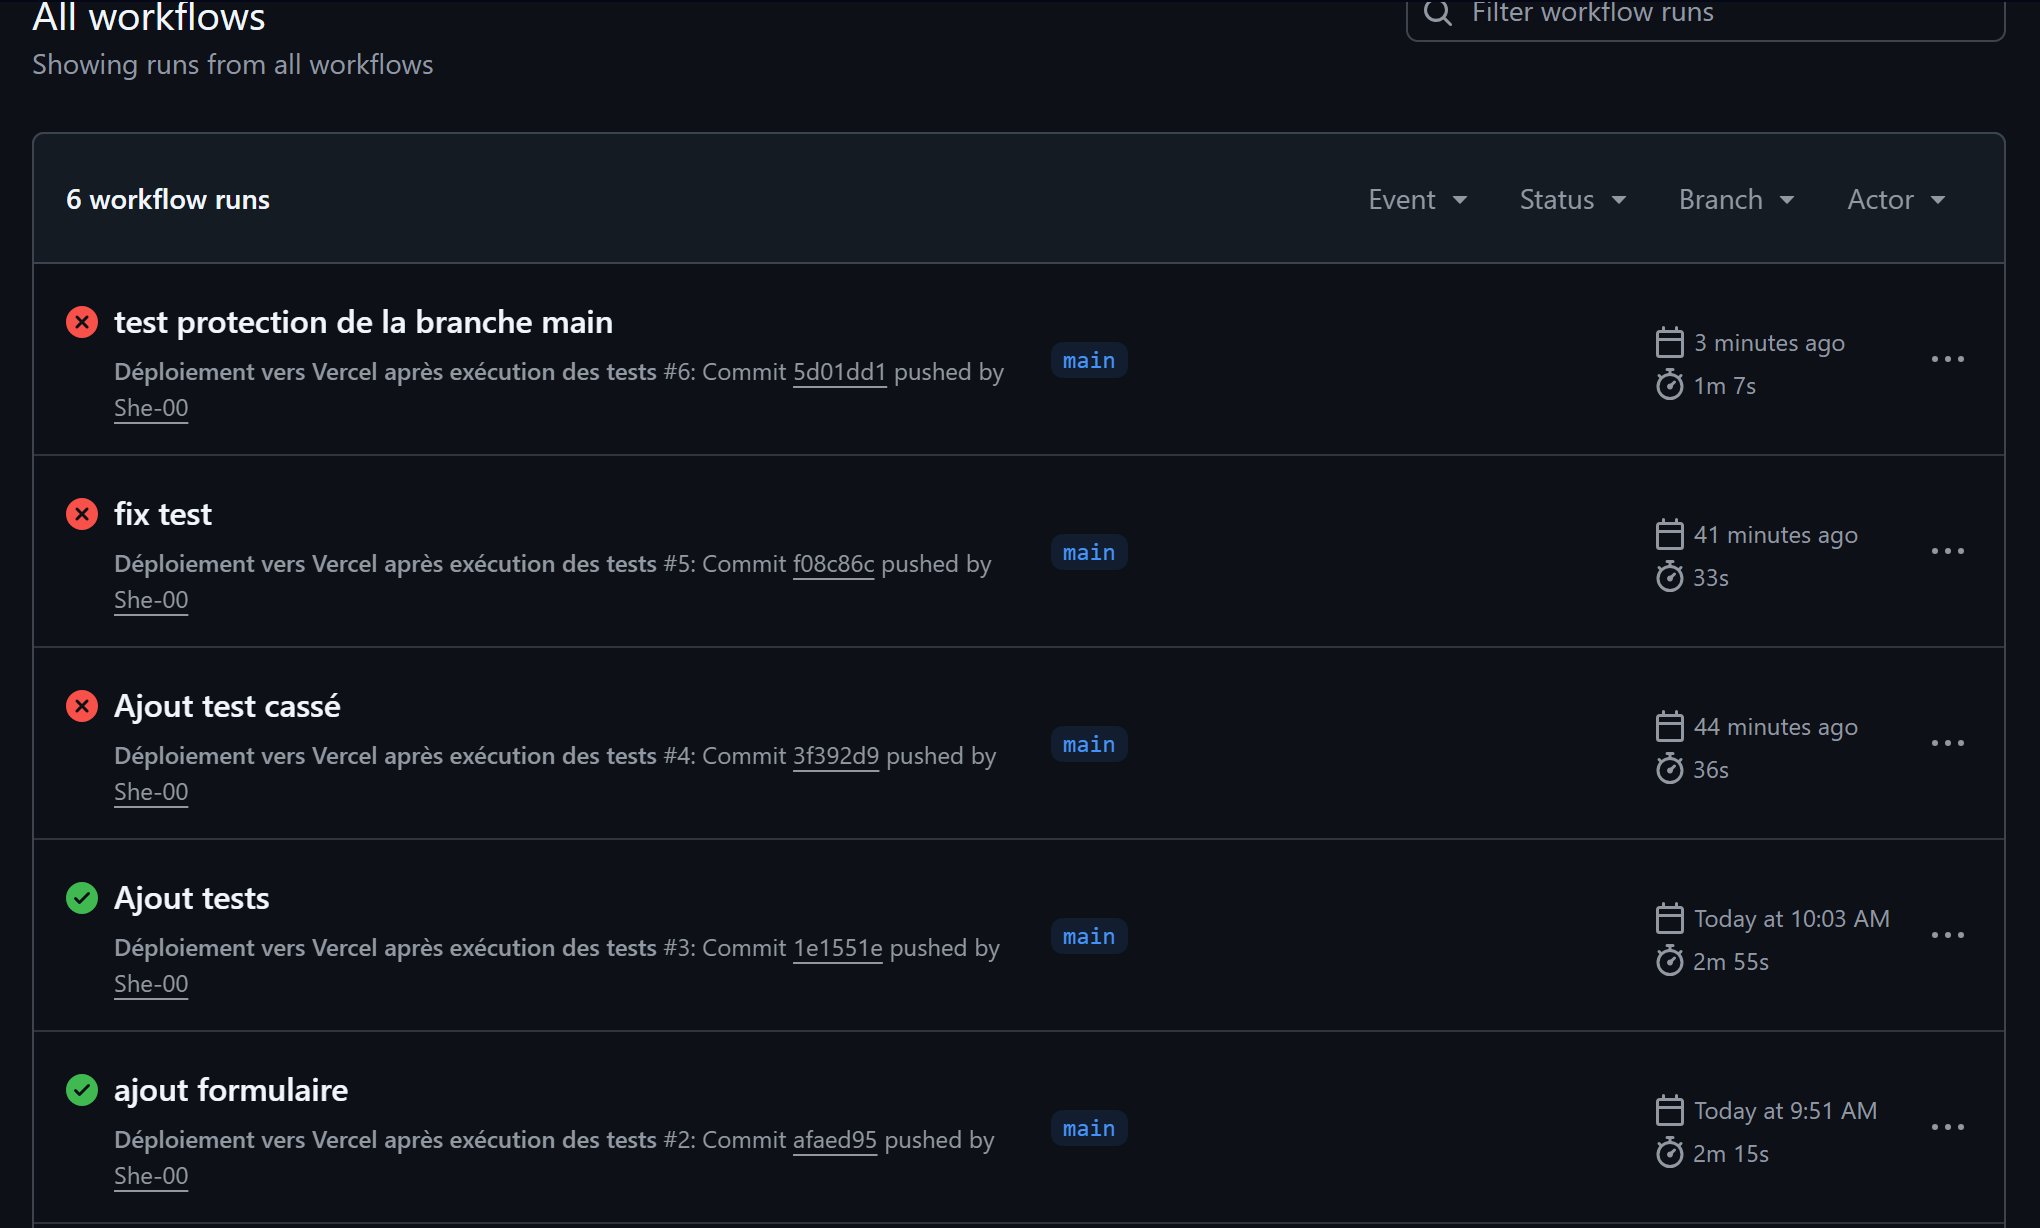 All workflows
Filter workflow runs
Showing runs from all workflows
6 workflow runs
Event
Status
Branch
Actor
test protection de la branche main
Déploiement vers Vercel après exécution des tests #6: Commit 5d01dd1 pushed by
She-00
main
3 minutes ago
1m 7s
fix test
Déploiement vers Vercel après exécution des tests #5: Commit f08c86c pushed by
She-00
main
41 minutes ago
33s
Ajout test cassé
Déploiement vers Vercel après exécution des tests #4: Commit 3f392d9 pushed by
She-00
main
44 minutes ago
36s
Ajout tests
Déploiement vers Vercel après exécution des tests #3: Commit 1e1551e pushed by
She-00
main
Today at 10:03 AM
2m 55s
ajout formulaire
Déploiement vers Vercel après exécution des tests #2: Commit afaed95 pushed by
She-00
main
Today at 9:51 AM
2m 15s